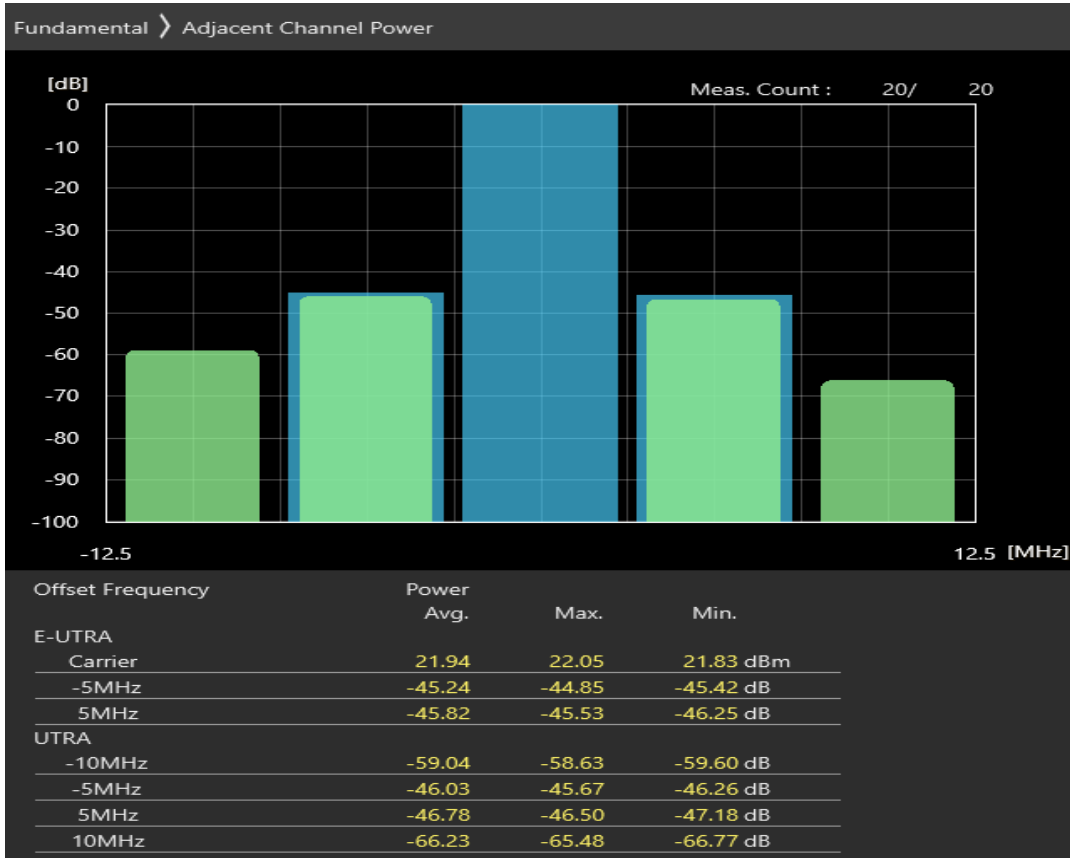 Fundamental ❯ Adjacent Channel Power
[dB]
Meas. Count : 20/ 20
0
-10
-20
-30
-40
-50
-60
-70
-80
-90
-100
-12.5 12.5 [MHz]
Offset Frequency Power
Avg. Max. Min.
E-UTRA
Carrier 21.94 22.05 21.83 dBm
-5MHz -45.24 -44.85 -45.42 dB
5MHz -45.82 -45.53 -46.25 dB
UTRA
-10MHz -59.04 -58.63 -59.60 dB
-5MHz -46.03 -45.67 -46.26 dB
5MHz -46.78 -46.50 -47.18 dB
10MHz -66.23 -65.48 -66.77 dB